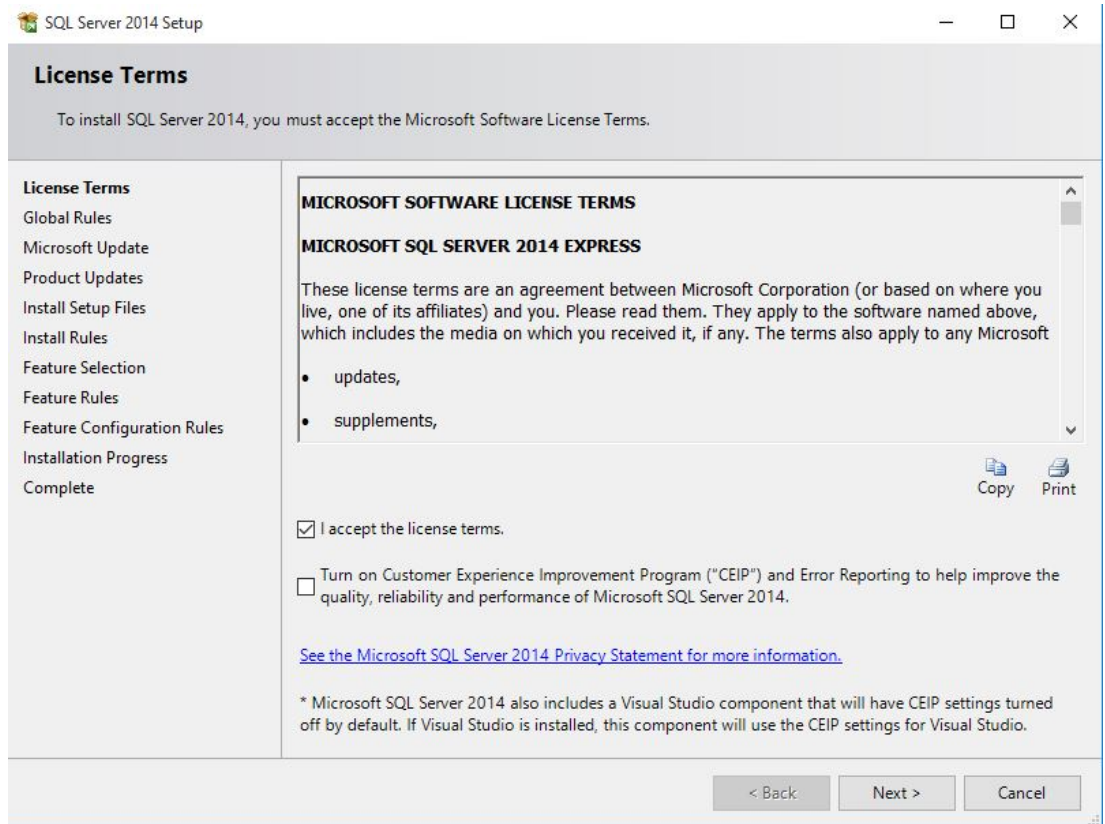 SQL Server 2014 Setup
License Terms
To install SQL Server 2014, you must accept the Microsoft Software License Terms.
License Terms
Global Rules
Microsoft Update
Product Updates
Install Setup Files
Install Rules
Feature Selection
Feature Rules
Feature Configuration Rules
Installation Progress
Complete
MICROSOFT SOFTWARE LICENSE TERMS
MICROSOFT SQL SERVER 2014 EXPRESS
These license terms are an agreement between Microsoft Corporation (or based on where you
live, one of its affiliates) and you. Please read them. They apply to the software named above,
which includes the media on which you received it, if any. The terms also apply to any Microsoft
• updates,
• supplements,
Copy Print
I accept the license terms.
Turn on Customer Experience Improvement Program ("CEIP") and Error Reporting to help improve the
quality, reliability and performance of Microsoft SQL Server 2014.
See the Microsoft SQL Server 2014 Privacy Statement for more information.
* Microsoft SQL Server 2014 also includes a Visual Studio component that will have CEIP settings turned
off by default. If Visual Studio is installed, this component will use the CEIP settings for Visual Studio.
< Back Next > Cancel